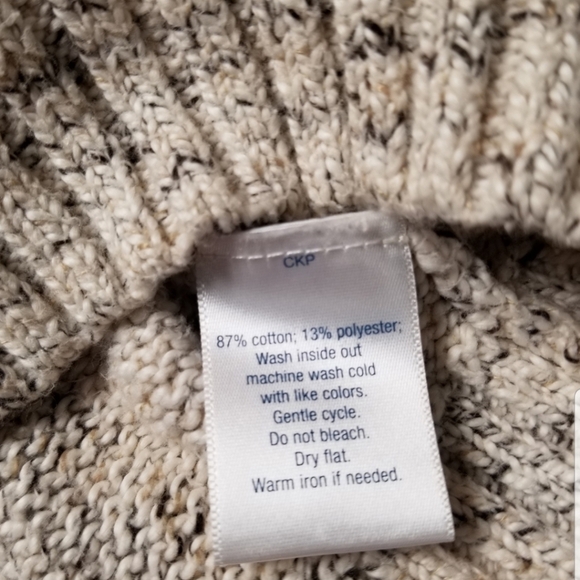 CKP
87% cotton; 13% polyester;
Wash inside out
machine wash cold
with like colors.
Gentle cycle.
Do not bleach.
Dry flat.
Warm iron if needed.